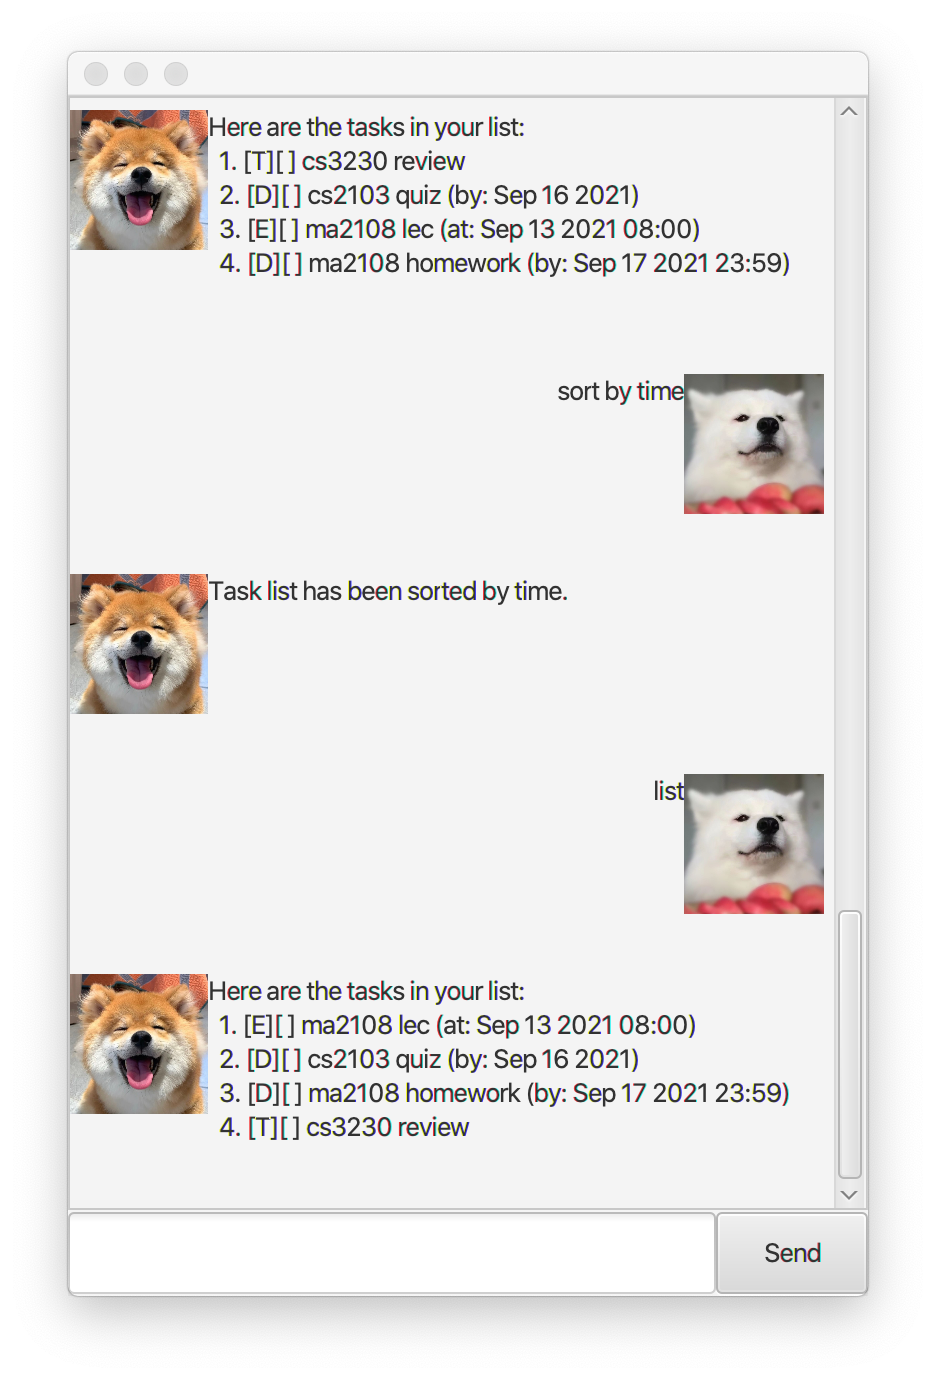 Here are the tasks in your list:
1. [T][ ] cs3230 review
2. [D][ ] cs2103 quiz (by: Sep 16 2021)
3. [E][ ] ma2108 lec (at: Sep 13 2021 08:00)
4. [D][ ] ma2108 homework (by: Sep 17 2021 23:59)
sort by time
Task list has been sorted by time.
list
Here are the tasks in your list:
1. [E][ ] ma2108 lec (at: Sep 13 2021 08:00)
2. [D][ ] cs2103 quiz (by: Sep 16 2021)
3. [D][ ] ma2108 homework (by: Sep 17 2021 23:59)
4. [T][ ] cs3230 review
Send